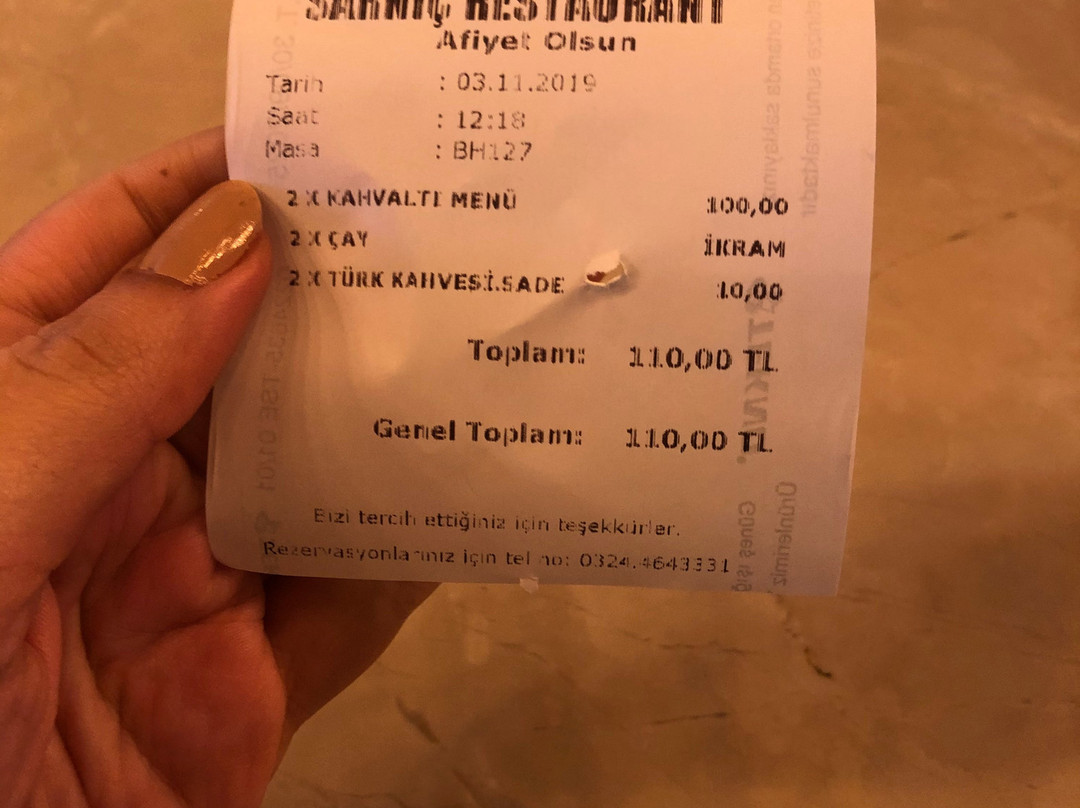 SARNIÇ RESTAURANT
Afiyet Olsun
Tarih : 03.11.2019
Saat : 12:18
Masa : BH127
2 X KAHVALTI MENÜ 100,00
2 X ÇAY İKRAM
2 X TÜRK KAHVESİ.SADE 10,00
Toplam: 110,00 TL
Genel Toplam: 110,00 TL
Bizi tercih ettiğiniz için teşekkürler.
Rezervasyonlarınız için tel no: 0324.4643331